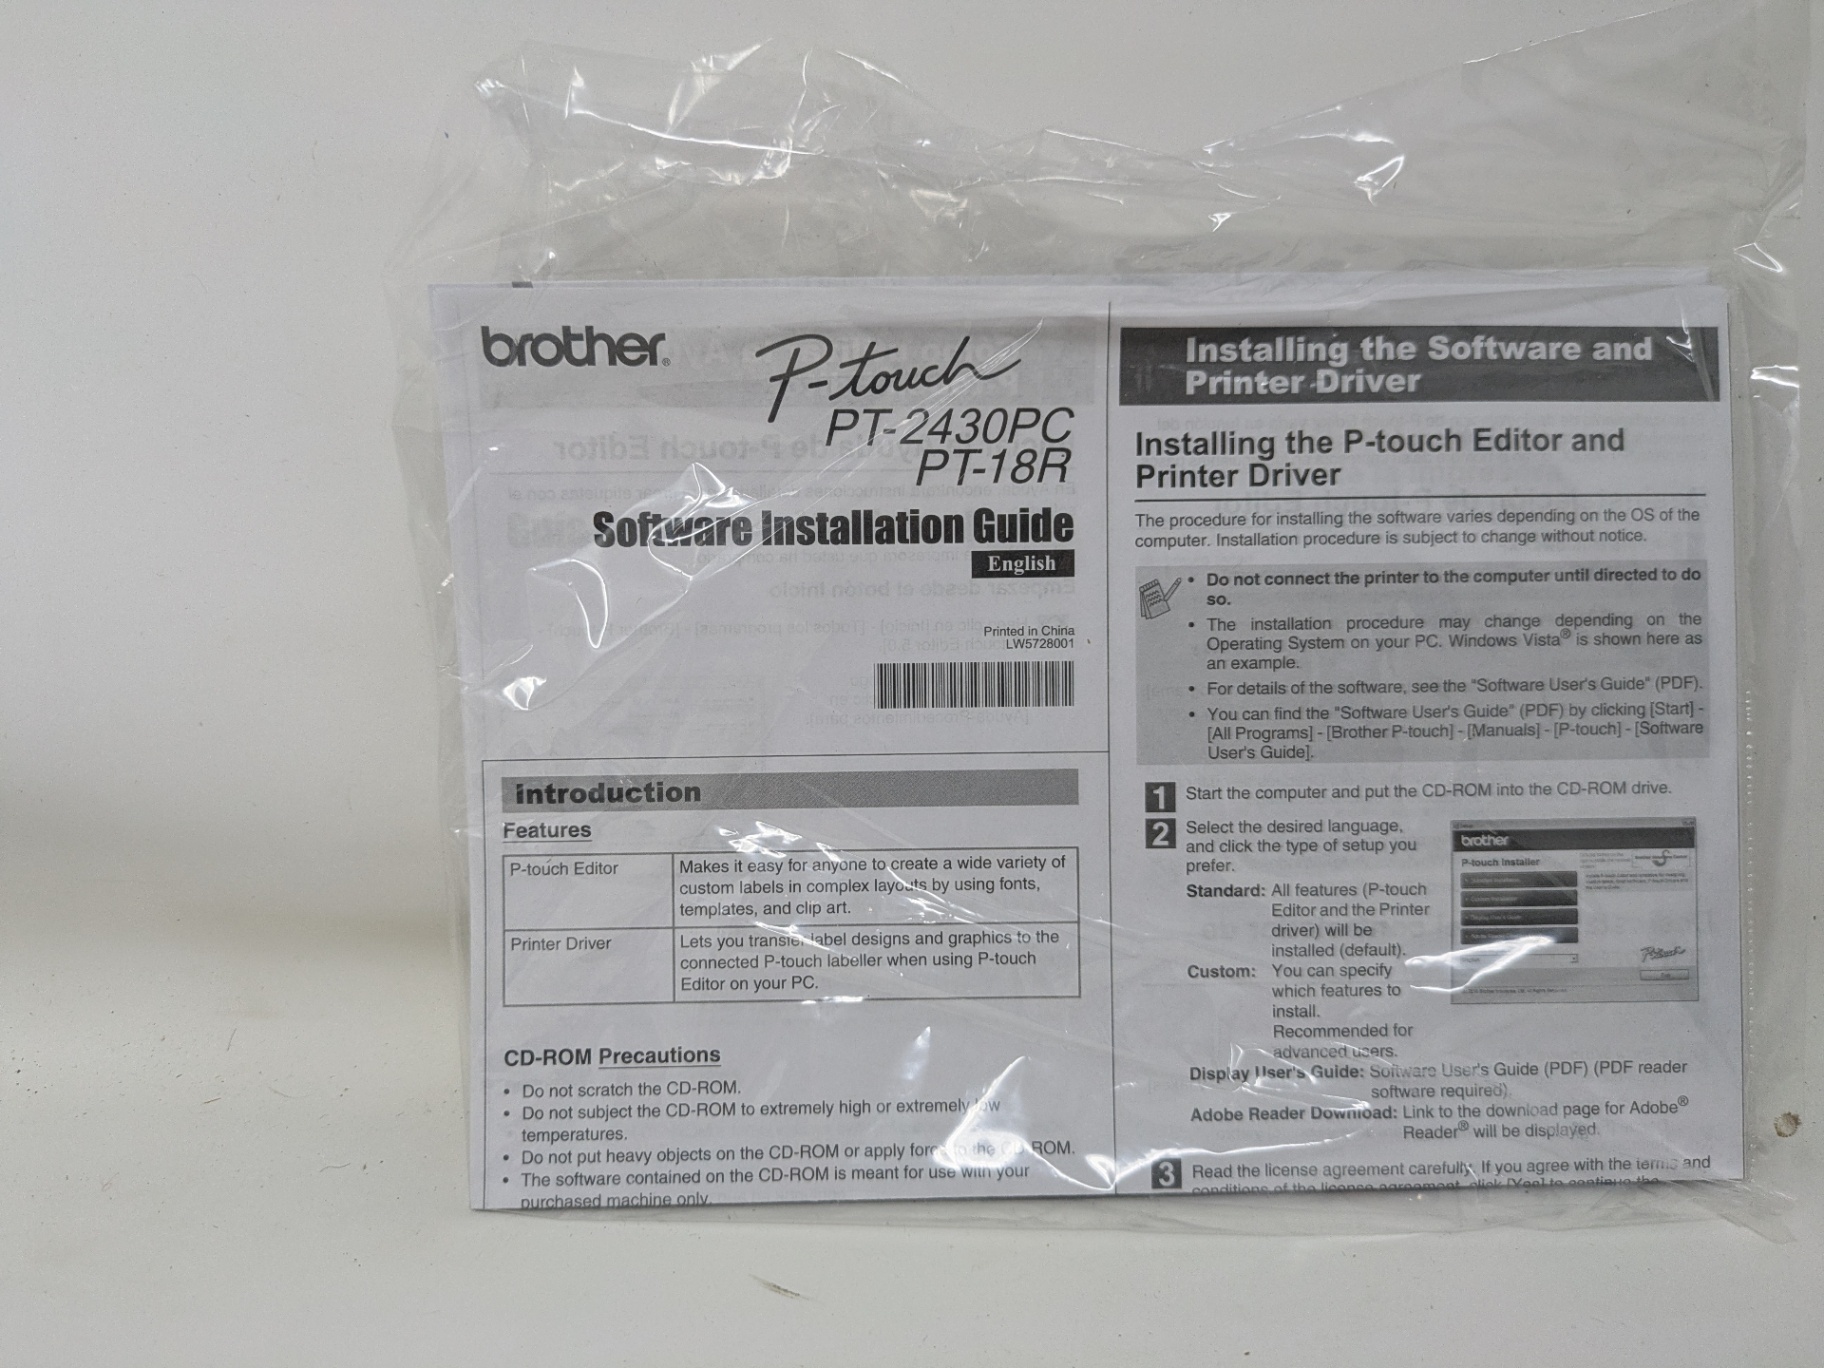 brother®
P-touch
PT-2430PC
PT-18R
Software Installation Guide
English
Printed in China
LW5728001
Introduction
Features
P-touch Editor
Makes it easy for anyone to create a wide variety of
custom labels in complex layouts by using fonts,
templates, and clip art.
Printer Driver
Lets you transfer label designs and graphics to the
connected P-touch labeller when using P-touch
Editor on your PC.
CD-ROM Precautions
• Do not scratch the CD-ROM.
• Do not subject the CD-ROM to extremely high or extremely low
temperatures.
• Do not put heavy objects on the CD-ROM or apply force to the CD-ROM.
• The software contained on the CD-ROM is meant for use with your
purchased machine only.
Installing the Software and
Printer Driver
Installing the P-touch Editor and
Printer Driver
The procedure for installing the software varies depending on the OS of the
computer. Installation procedure is subject to change without notice.
• Do not connect the printer to the computer until directed to do
so.
• The installation procedure may change depending on the
Operating System on your PC. Windows Vista® is shown here as
an example.
• For details of the software, see the "Software User's Guide" (PDF).
• You can find the "Software User's Guide" (PDF) by clicking [Start] -
[All Programs] - [Brother P-touch] - [Manuals] - [P-touch] - [Software
User's Guide].
1 Start the computer and put the CD-ROM into the CD-ROM drive.
2 Select the desired language,
and click the type of setup you
prefer.
Standard: All features (P-touch
Editor and the Printer
driver) will be
installed (default).
Custom: You can specify
which features to
install.
Recommended for
advanced users.
brother
P-touch Installer
P-touch
Display User's Guide: Software User's Guide (PDF) (PDF reader
software required)
Adobe Reader Download: Link to the download page for Adobe®
Reader® will be displayed.
3 Read the license agreement carefully. If you agree with the terms and
conditions of the license agreement, click [Yes] to continue the